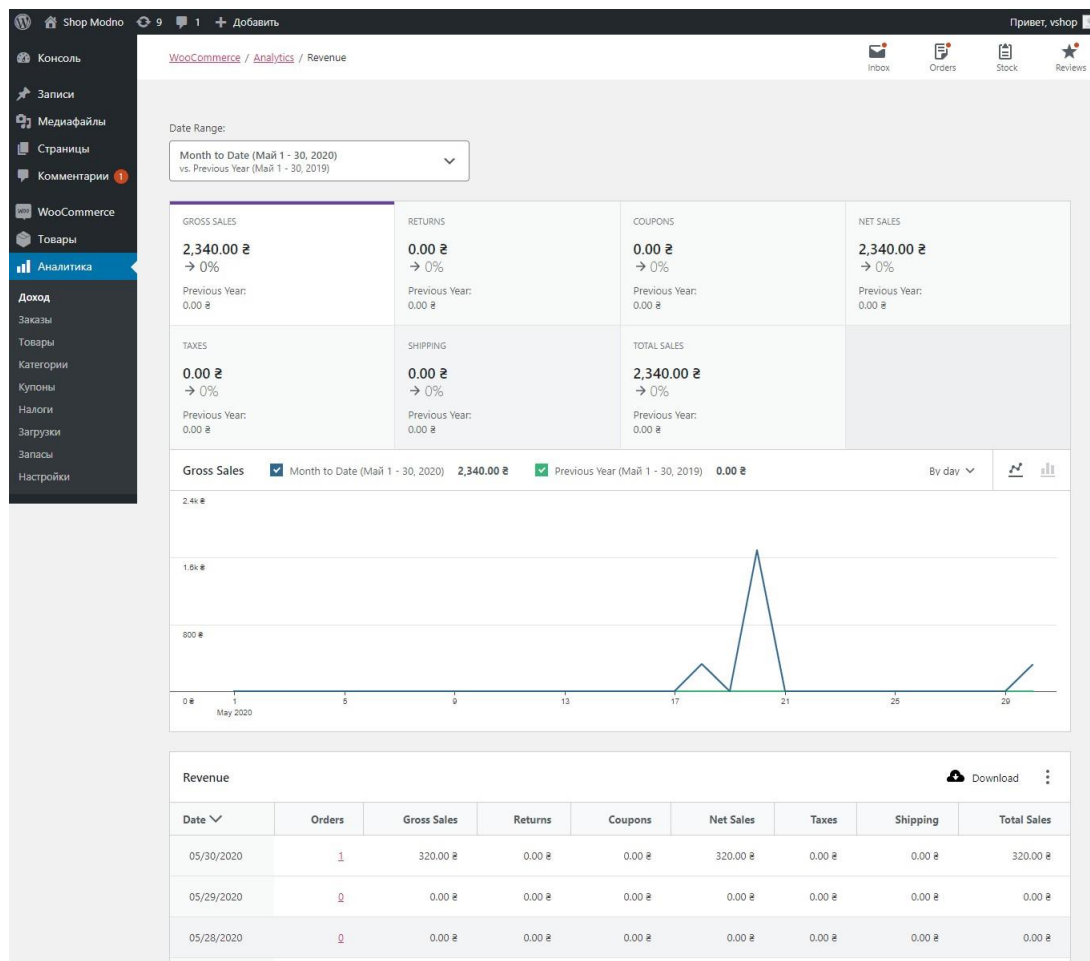 Shop Modno 9 1 + Добавить Привет, vshop
Консоль
Записи
Медиафайлы
Страницы
Комментарии 1
WooCommerce
Товары
Аналитика
Доход
Заказы
Товары
Категории
Купоны
Налоги
Загрузки
Запасы
Настройки
WooCommerce / Analytics / Revenue
Inbox Orders Stock Reviews
Date Range:
Month to Date (Май 1 - 30, 2020)
vs. Previous Year (Май 1 - 30, 2019)
GROSS SALES RETURNS COUPONS NET SALES
2,340.00 ₴ 0.00 ₴ 0.00 ₴ 2,340.00 ₴
→ 0% → 0% → 0% → 0%
Previous Year: Previous Year: Previous Year: Previous Year:
0.00 ₴ 0.00 ₴ 0.00 ₴ 0.00 ₴
TAXES SHIPPING TOTAL SALES
0.00 ₴ 0.00 ₴ 2,340.00 ₴
→ 0% → 0% → 0%
Previous Year: Previous Year: Previous Year:
0.00 ₴ 0.00 ₴ 0.00 ₴
Gross Sales Month to Date (Май 1 - 30, 2020) 2,340.00 ₴ Previous Year (Май 1 - 30, 2019) 0.00 ₴ By day
2.4k ₴
1.6k ₴
800 ₴
0 ₴ 1 5 9 13 17 21 25 29
May 2020
Revenue Download
Date Orders Gross Sales Returns Coupons Net Sales Taxes Shipping Total Sales
05/30/2020 1 320.00 ₴ 0.00 ₴ 0.00 ₴ 320.00 ₴ 0.00 ₴ 0.00 ₴ 320.00 ₴
05/29/2020 0 0.00 ₴ 0.00 ₴ 0.00 ₴ 0.00 ₴ 0.00 ₴ 0.00 ₴ 0.00 ₴
05/28/2020 0 0.00 ₴ 0.00 ₴ 0.00 ₴ 0.00 ₴ 0.00 ₴ 0.00 ₴ 0.00 ₴